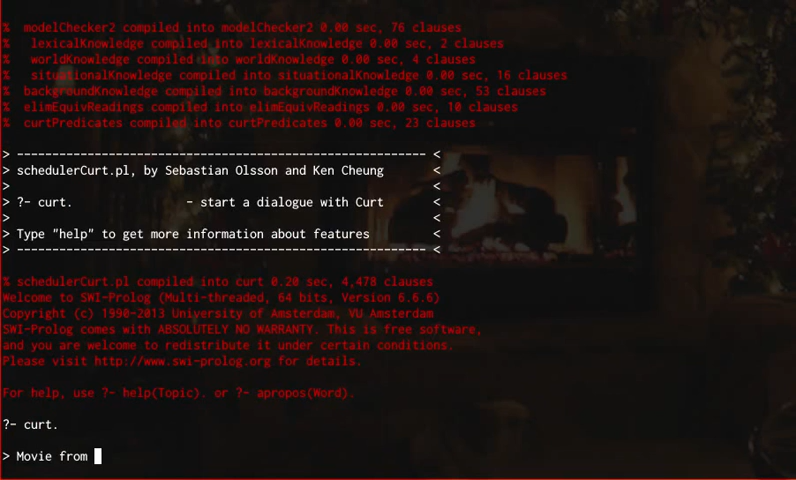 %  modelChecker2 compiled into modelChecker2 0.00 sec, 76 clauses
%   lexicalKnowledge compiled into lexicalKnowledge 0.00 sec, 2 clauses
%   worldKnowledge compiled into worldKnowledge 0.00 sec, 4 clauses
%   situationalKnowledge compiled into situationalKnowledge 0.00 sec, 16 clauses
%  backgroundKnowledge compiled into backgroundKnowledge 0.00 sec, 53 clauses
%  elimEquivReadings compiled into elimEquivReadings 0.00 sec, 10 clauses
%  curtPredicates compiled into curtPredicates 0.00 sec, 23 clauses
> --------------------------------------------------------- <
> schedulerCurt.pl, by Sebastian Olsson and Ken Cheung       <
>                                                           <
> ?- curt.                - start a dialogue with Curt       <
>                                                           <
> Type "help" to get more information about features         <
> --------------------------------------------------------- <
% schedulerCurt.pl compiled into curt 0.20 sec, 4,478 clauses
Welcome to SWI-Prolog (Multi-threaded, 64 bits, Version 6.6.6)
Copyright (c) 1990-2013 University of Amsterdam, VU Amsterdam
SWI-Prolog comes with ABSOLUTELY NO WARRANTY. This is free software,
and you are welcome to redistribute it under certain conditions.
Please visit http://www.swi-prolog.org for details.
For help, use ?- help(Topic). or ?- apropos(Word).
?- curt.
> Movie from